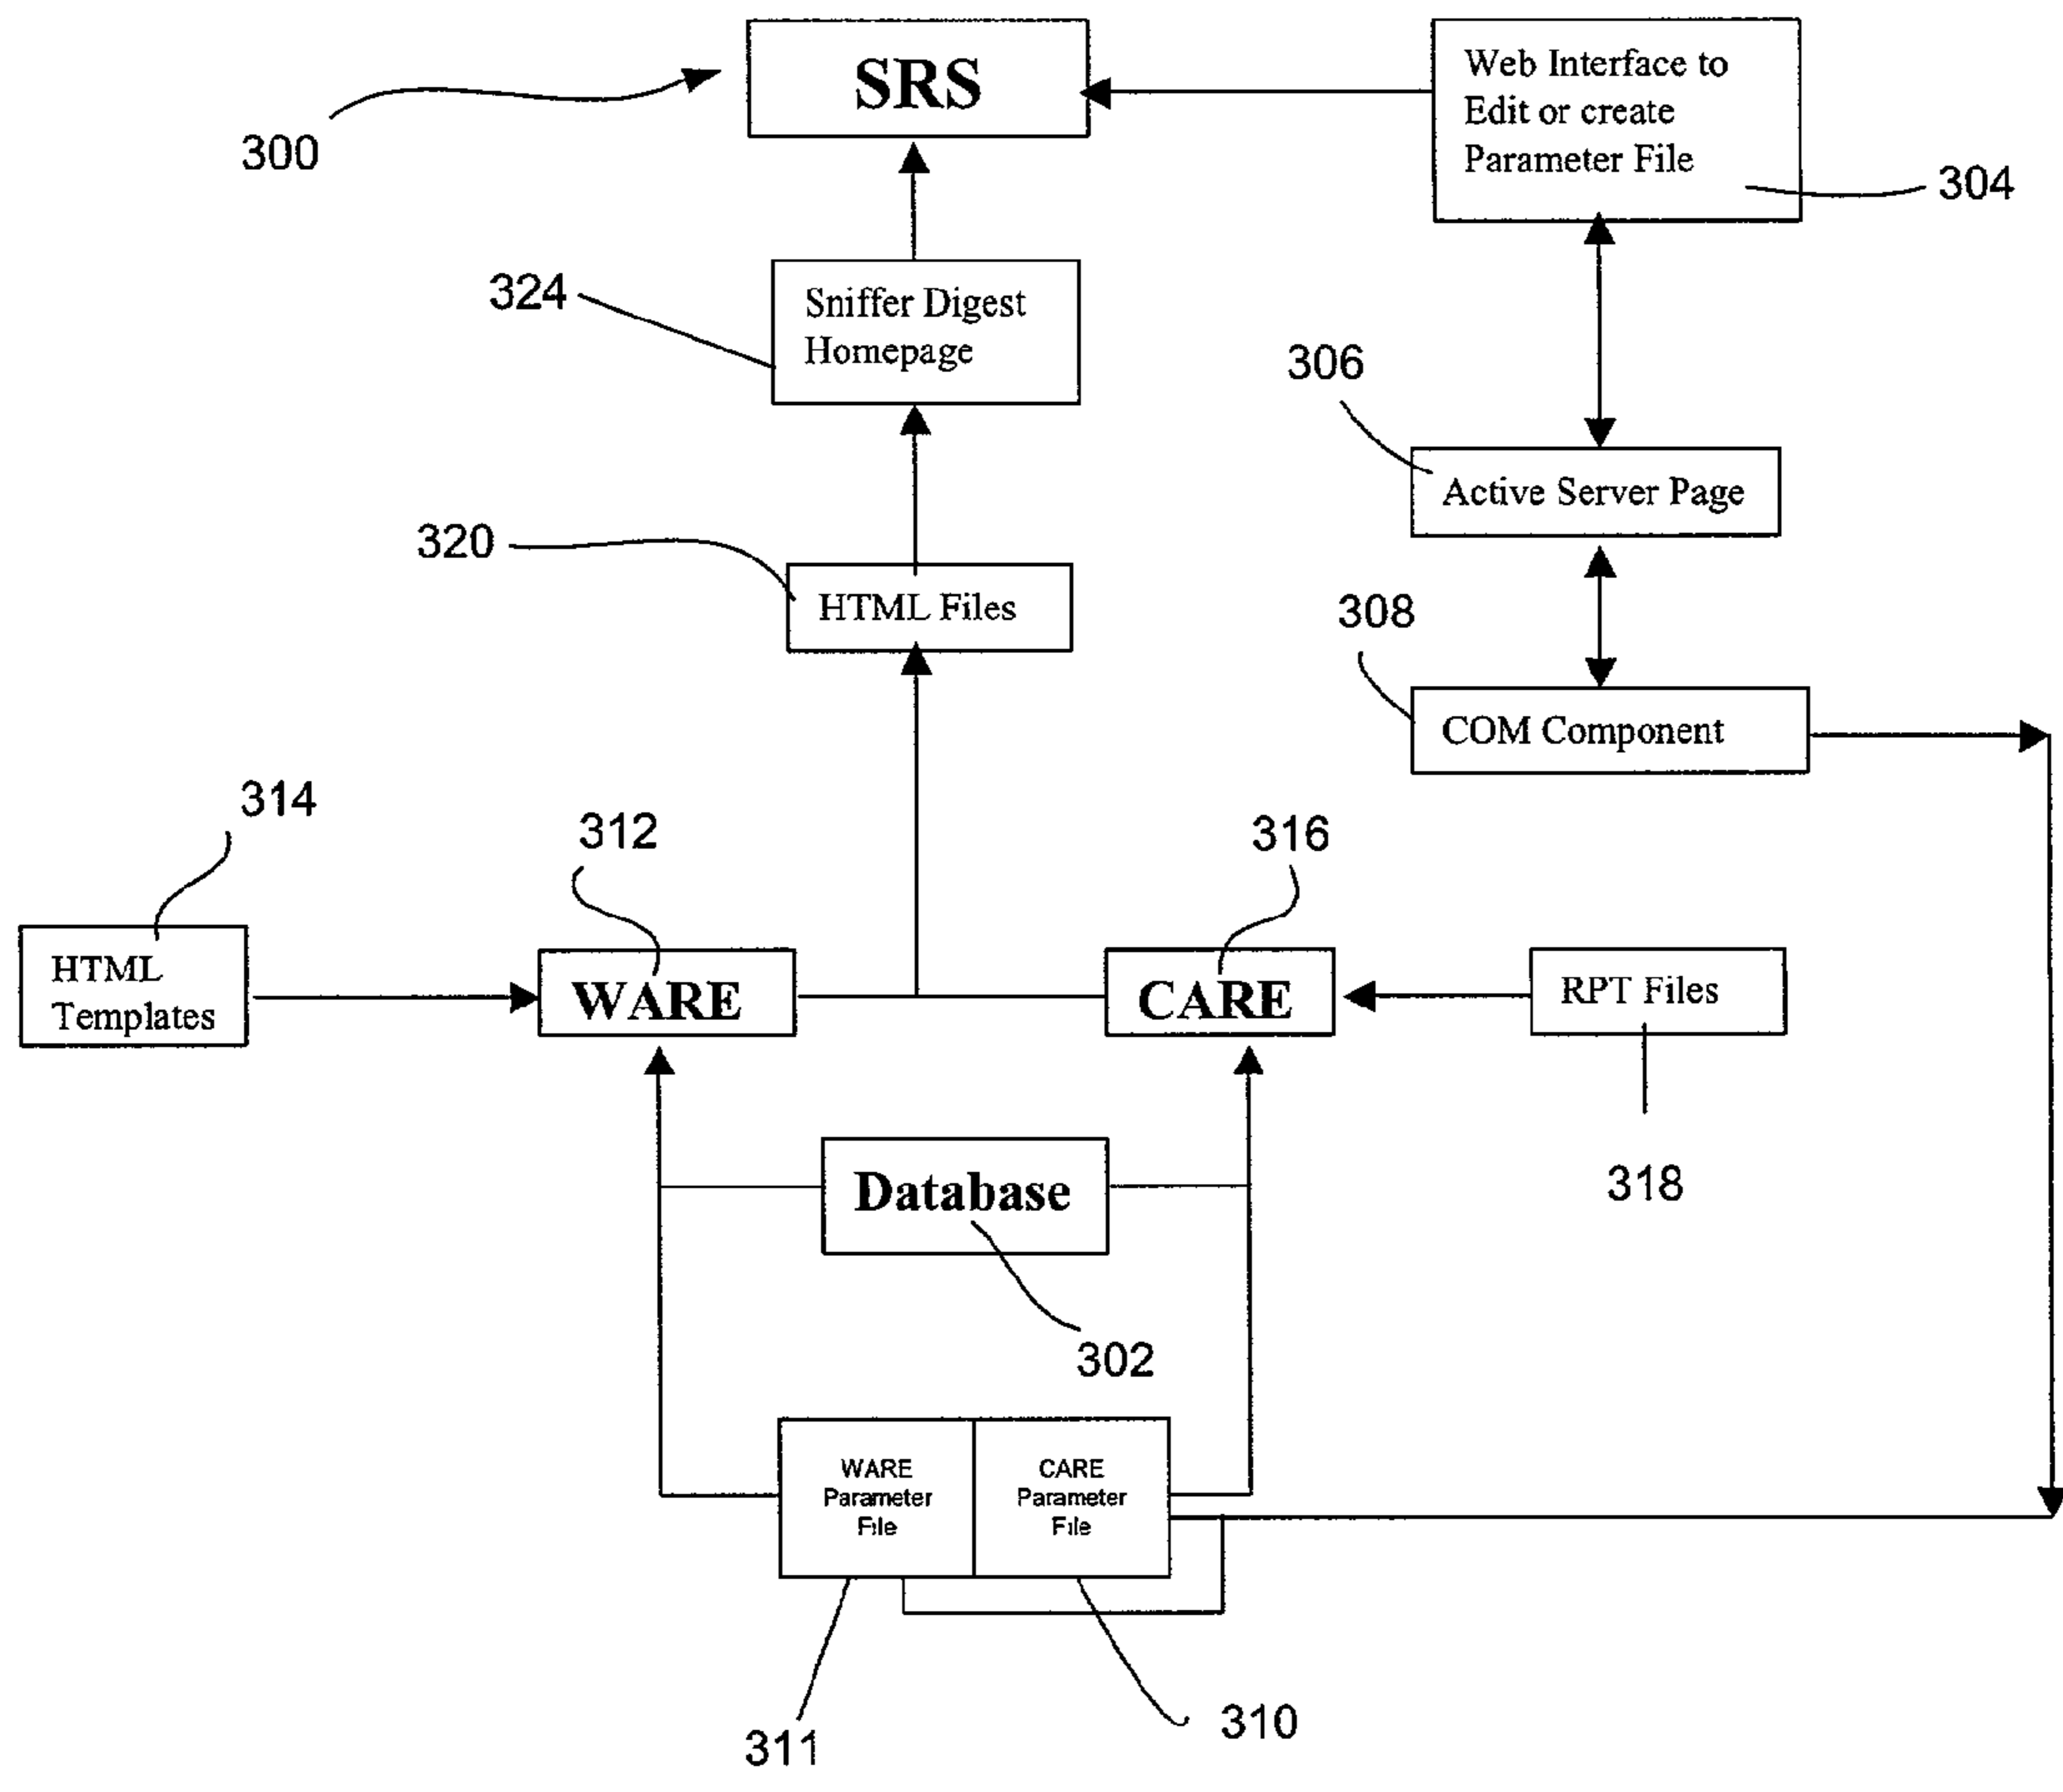 SRS
Web Interface to
Edit or create
Parameter File
300
304
324
Sniffer Digest
Homepage
306
Active Server Page
320
HTML Files
308
COM Component
314
312
316
HTML
Templates
WARE
CARE
RPT Files
318
Database
302
WARE
Parameter
File
CARE
Parameter
File
311
310